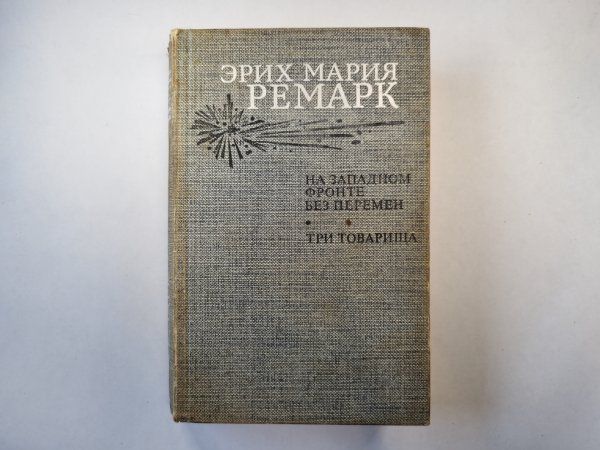 ЭРИХ МАРИЯ
РЕМАРК
НА ЗАПАДНОМ
ФРОНТЕ
БЕЗ ПЕРЕМЕН
ТРИ ТОВАРИЩА